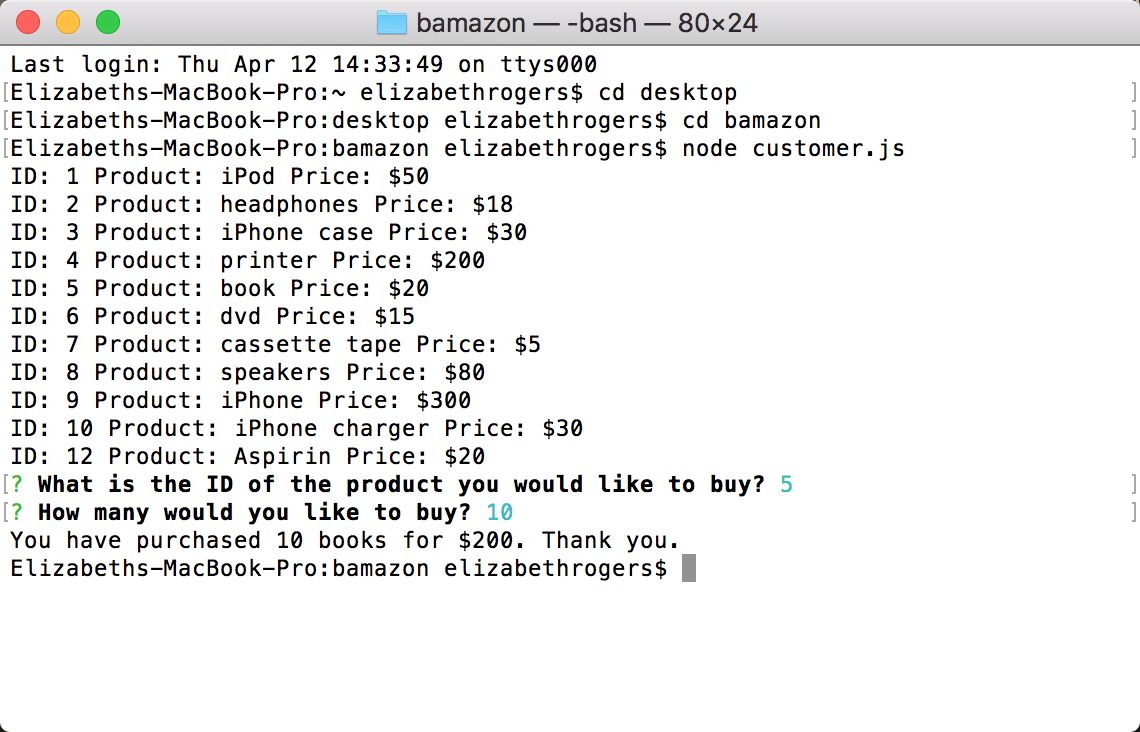 bamazon — -bash — 80×24
Last login: Thu Apr 12 14:33:49 on ttys000
[Elizabeths-MacBook-Pro:~ elizabethrogers$ cd desktop ]
[Elizabeths-MacBook-Pro:desktop elizabethrogers$ cd bamazon ]
[Elizabeths-MacBook-Pro:bamazon elizabethrogers$ node customer.js ]
ID: 1 Product: iPod Price: $50
ID: 2 Product: headphones Price: $18
ID: 3 Product: iPhone case Price: $30
ID: 4 Product: printer Price: $200
ID: 5 Product: book Price: $20
ID: 6 Product: dvd Price: $15
ID: 7 Product: cassette tape Price: $5
ID: 8 Product: speakers Price: $80
ID: 9 Product: iPhone Price: $300
ID: 10 Product: iPhone charger Price: $30
ID: 12 Product: Aspirin Price: $20
[? What is the ID of the product you would like to buy? 5 ]
[? How many would you like to buy? 10 ]
You have purchased 10 books for $200. Thank you.
Elizabeths-MacBook-Pro:bamazon elizabethrogers$